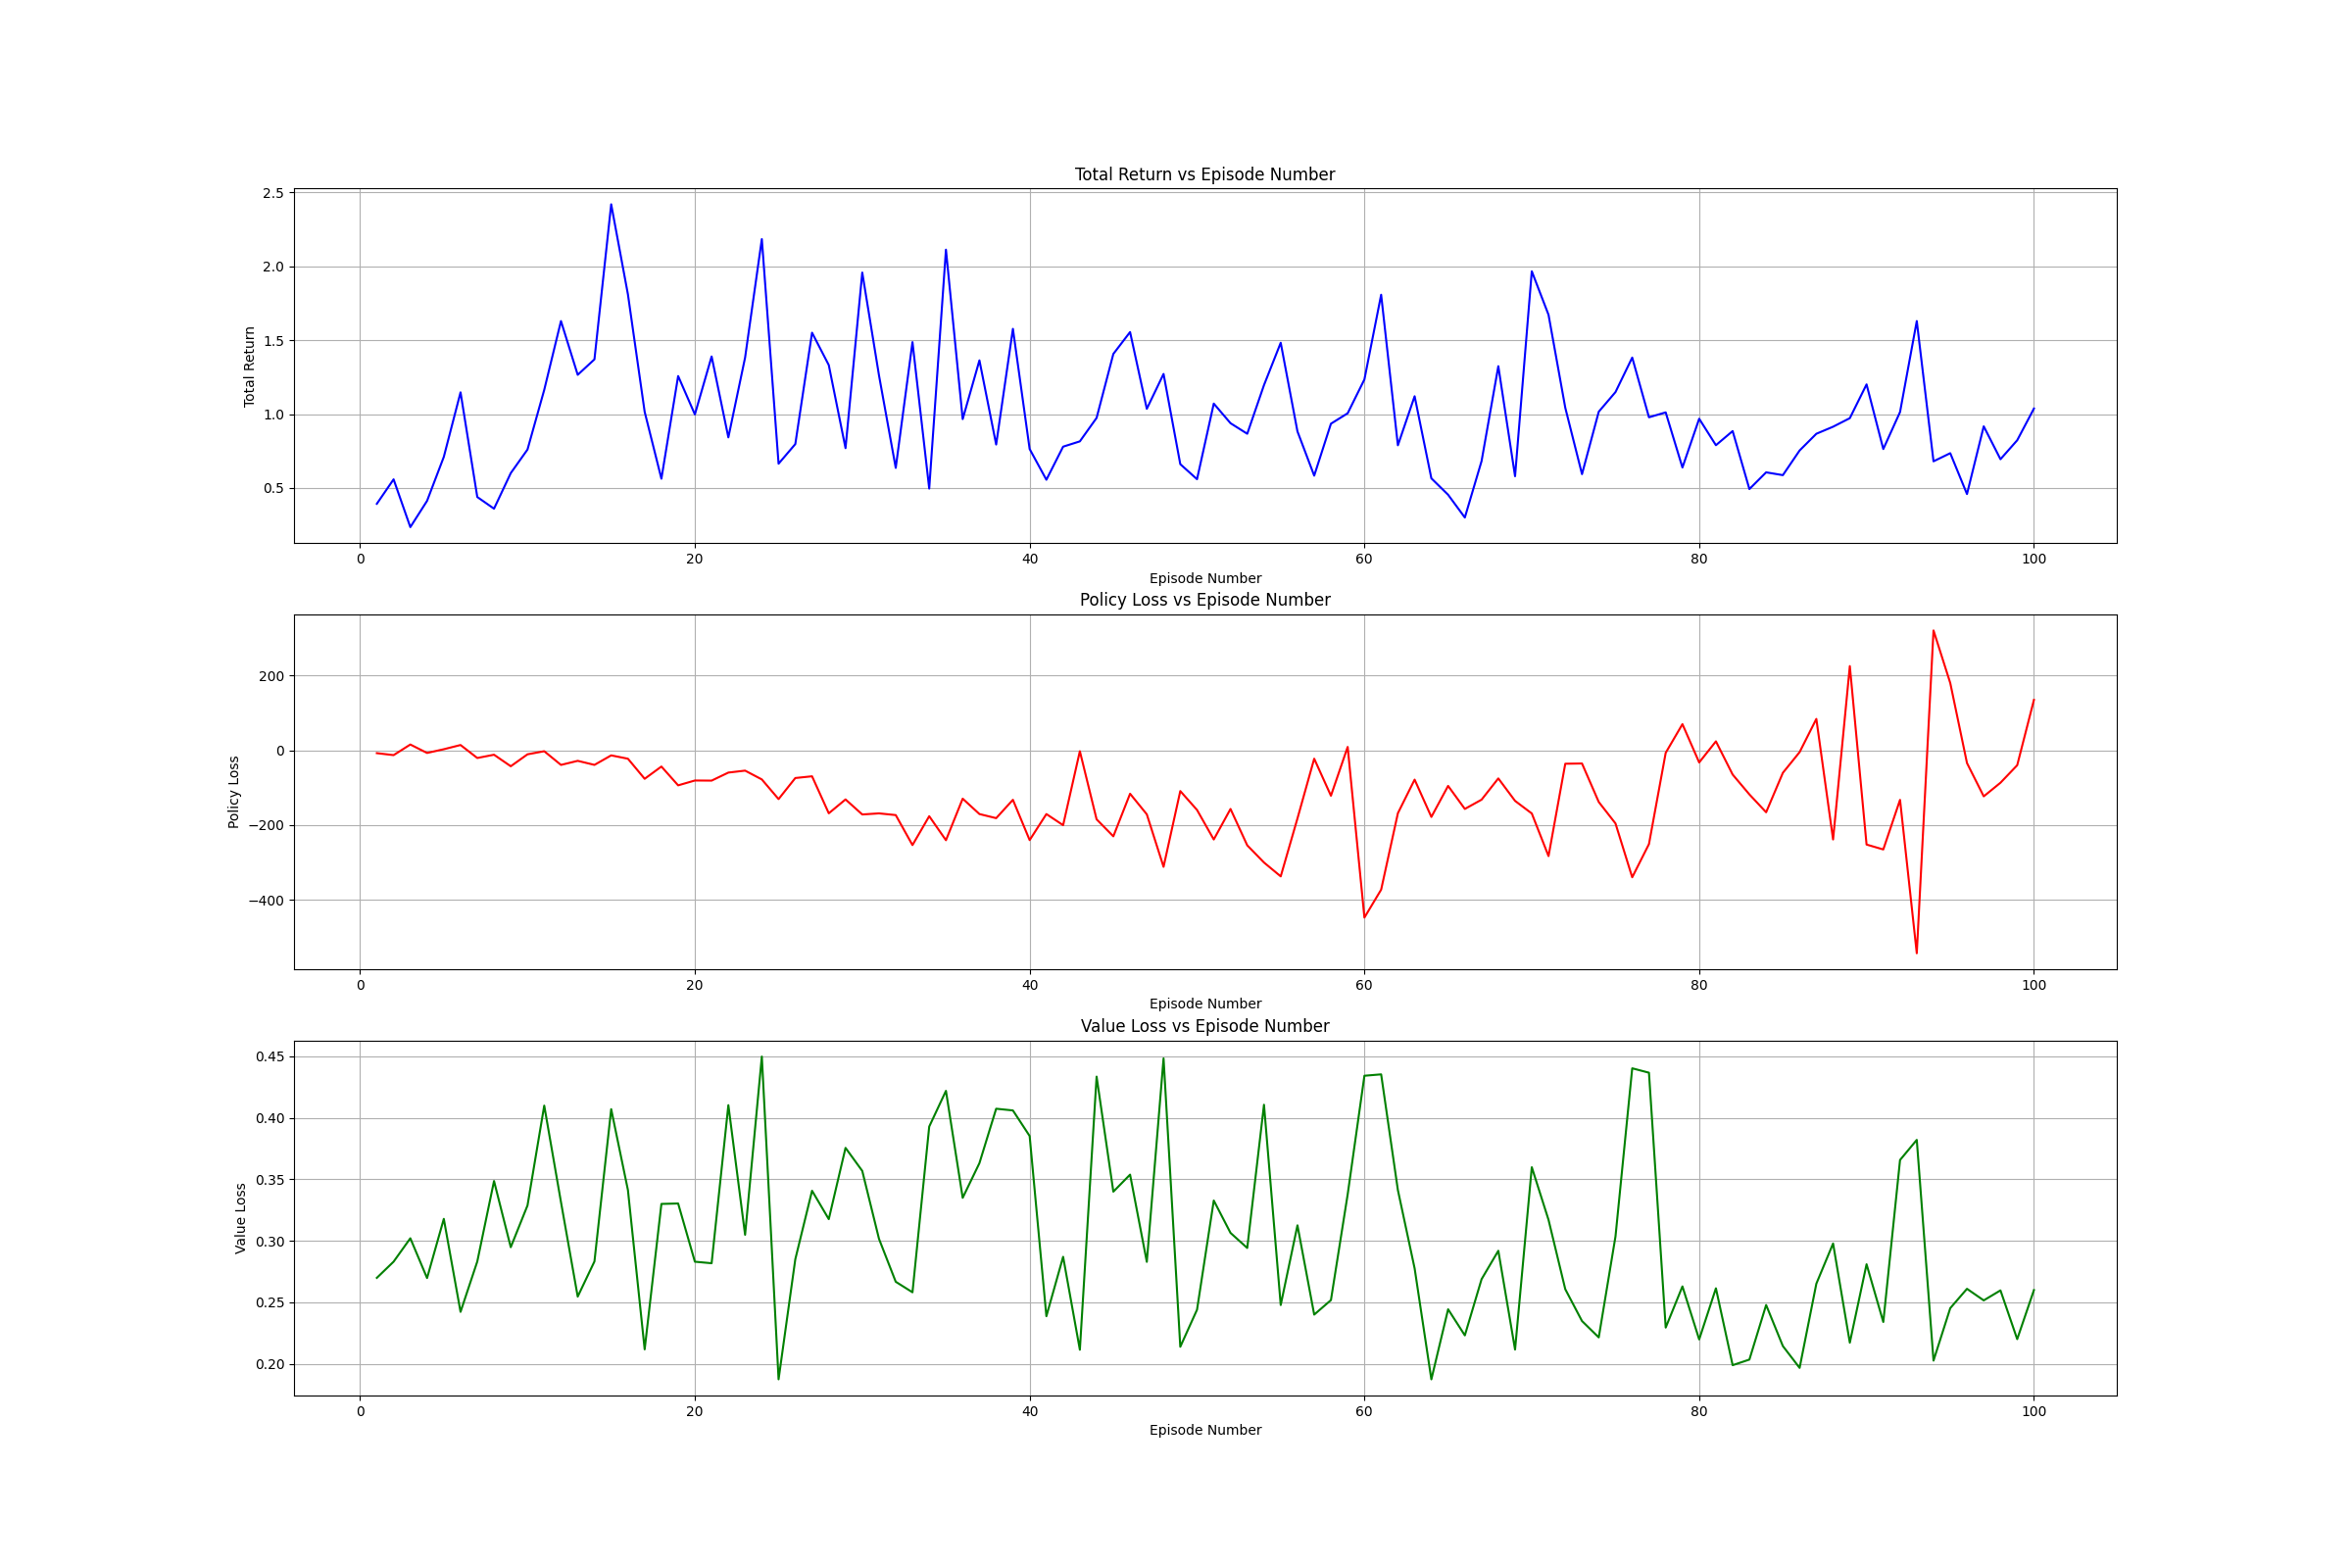 Total Return vs Episode Number
2.5
2.0
1.5
1.0
0.5
Total Return
0 20 40 60 80 100
Episode Number
Policy Loss vs Episode Number
200
0
−200
−400
Policy Loss
0 20 40 60 80 100
Episode Number
Value Loss vs Episode Number
0.45
0.40
0.35
0.30
0.25
0.20
Value Loss
0 20 40 60 80 100
Episode Number